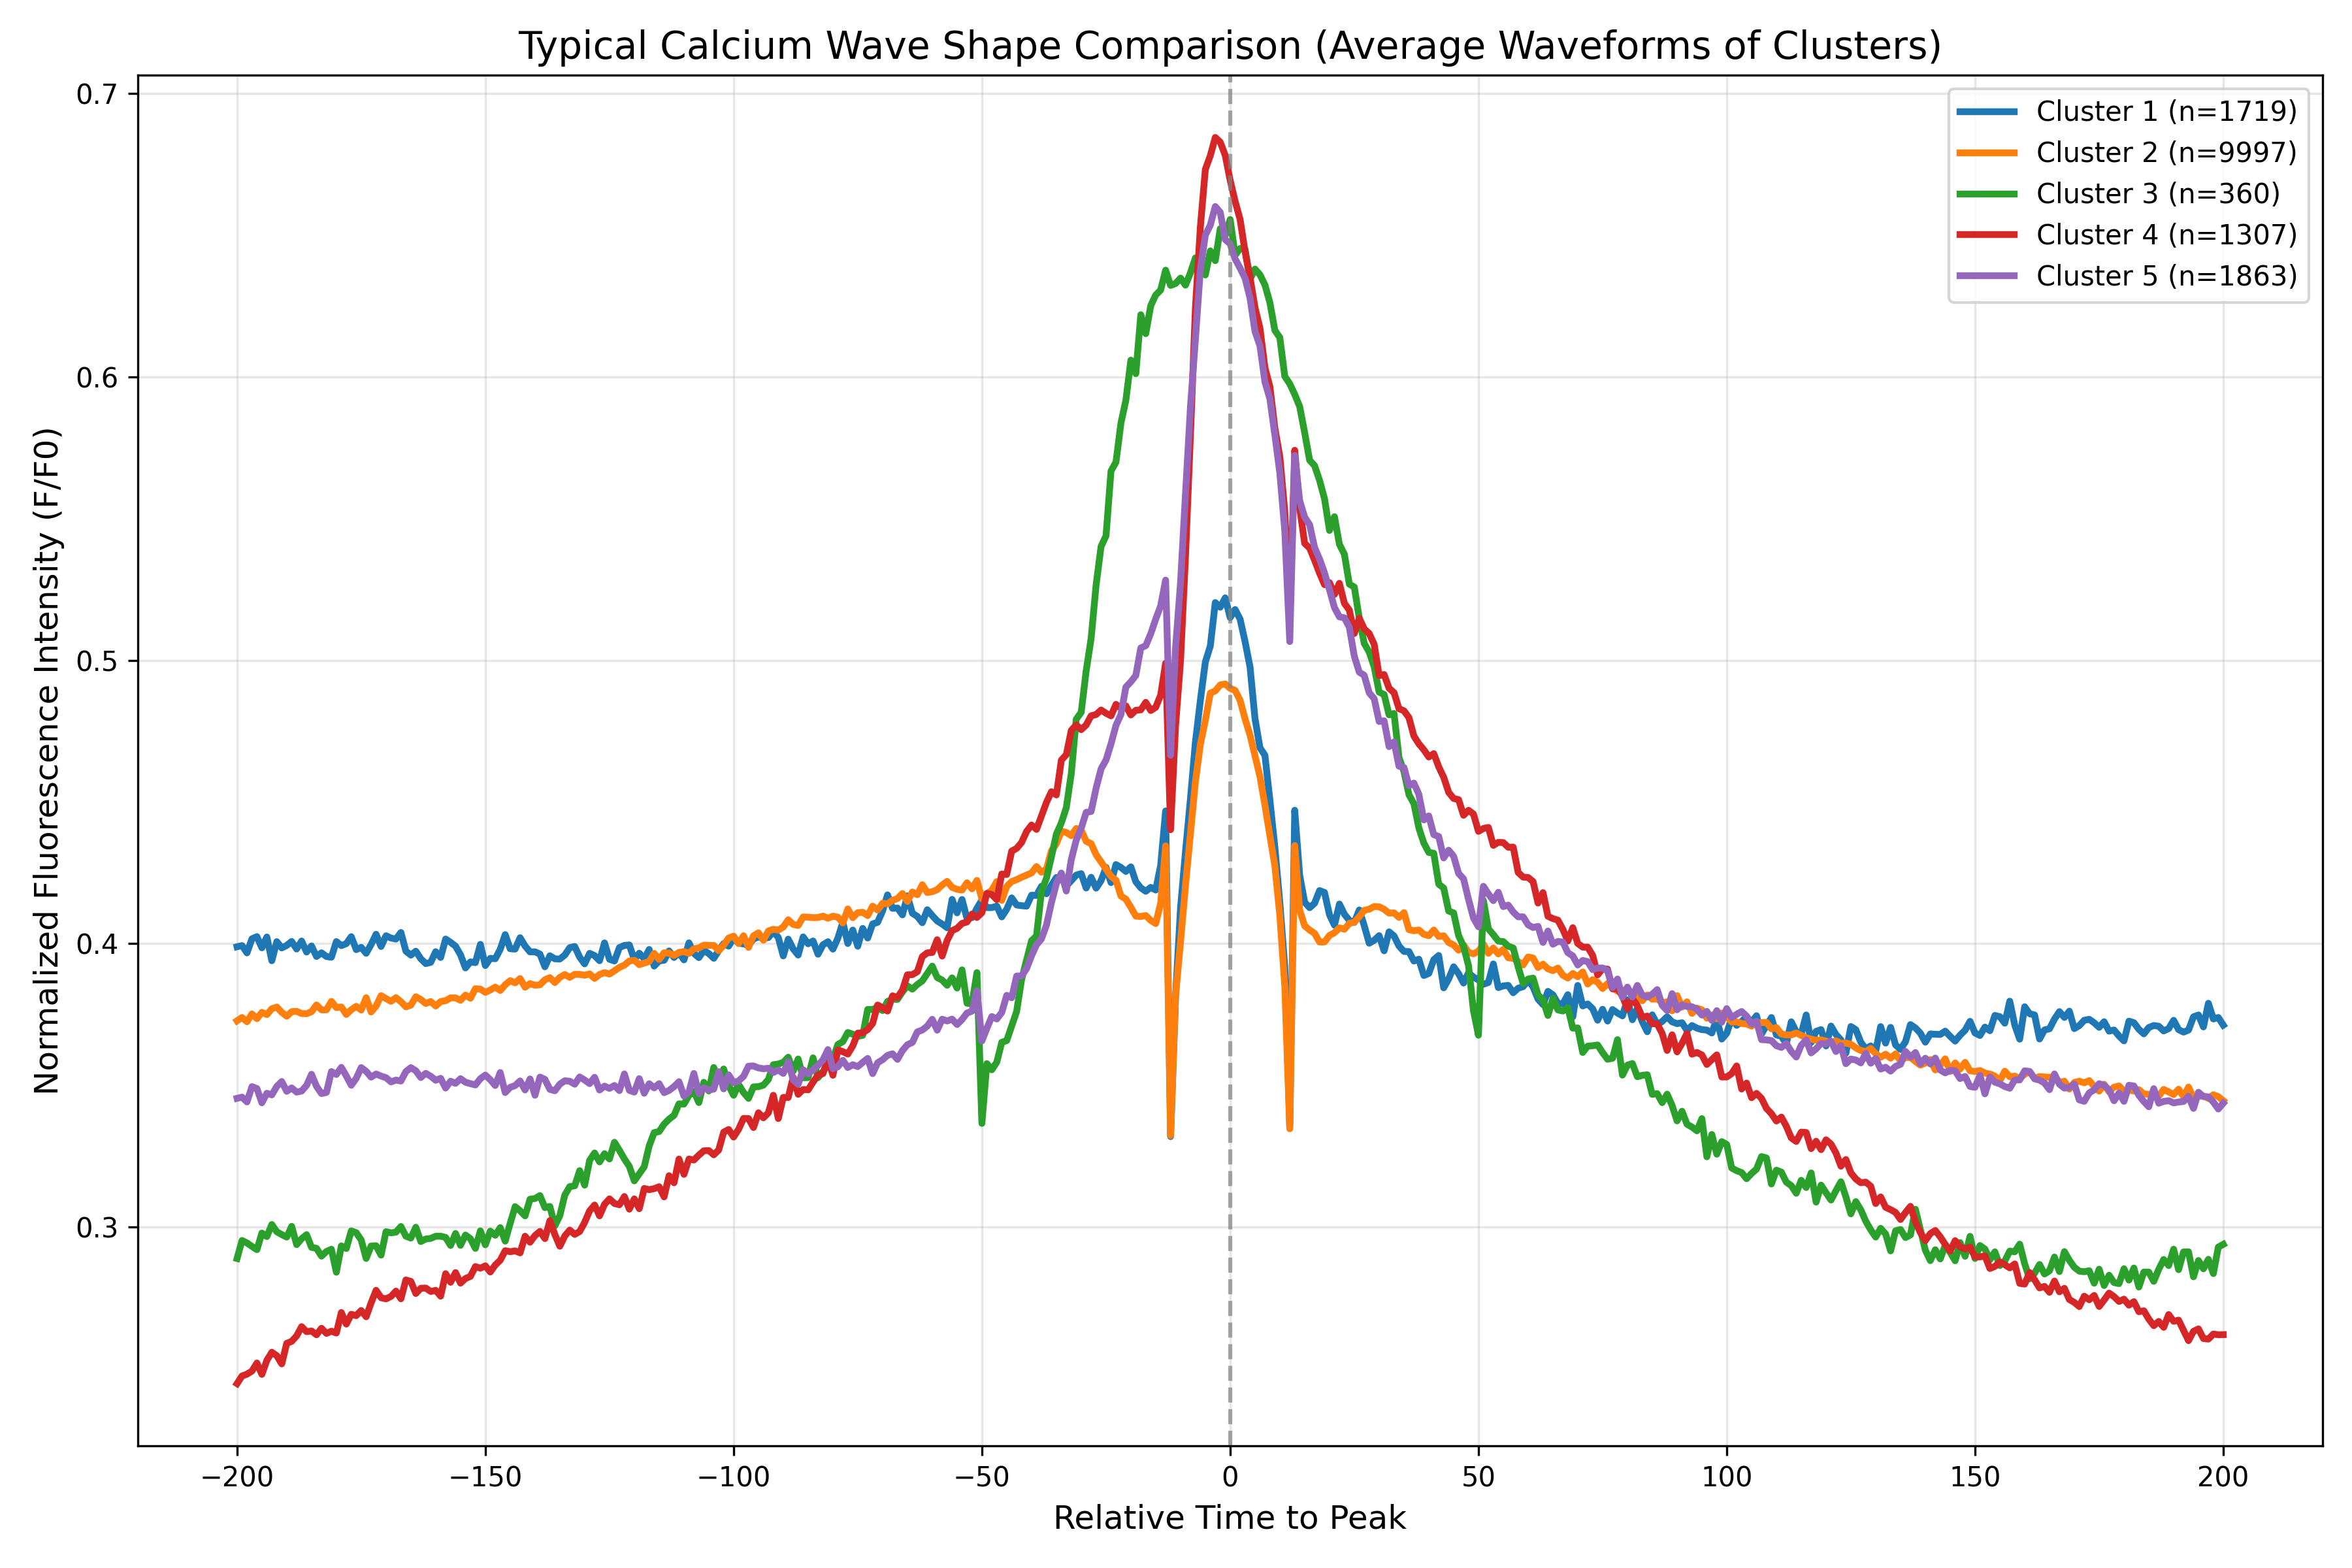 Typical Calcium Wave Shape Comparison (Average Waveforms of Clusters)
Normalized Fluorescence Intensity (F/F0)
0.7
0.6
0.5
0.4
0.3
Cluster 1 (n=1719)
Cluster 2 (n=9997)
Cluster 3 (n=360)
Cluster 4 (n=1307)
Cluster 5 (n=1863)
−200 −150 −100 −50 0 50 100 150 200
Relative Time to Peak